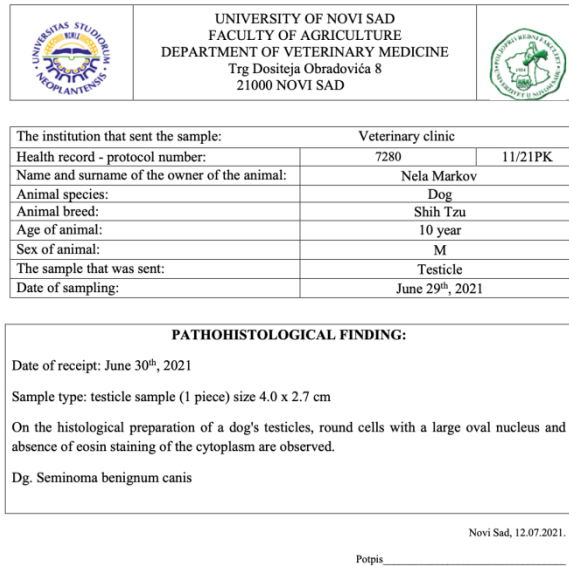 UNIVERSITY OF NOVI SAD
FACULTY OF AGRICULTURE
DEPARTMENT OF VETERINARY MEDICINE
Trg Dositeja Obradovića 8
21000 NOVI SAD
UNIVERSITAS STUDIORUM
NEOPLANTENSIS
The institution that sent the sample: Veterinary clinic
Health record - protocol number: 7280 11/21PK
Name and surname of the owner of the animal: Nela Markov
Animal species: Dog
Animal breed: Shih Tzu
Age of animal: 10 year
Sex of animal: M
The sample that was sent: Testicle
Date of sampling: June 29th, 2021
PATHOHISTOLOGICAL FINDING:
Date of receipt: June 30th, 2021
Sample type: testicle sample (1 piece) size 4.0 x 2.7 cm
On the histological preparation of a dog's testicles, round cells with a large oval nucleus and
absence of eosin staining of the cytoplasm are observed.
Dg. Seminoma benignum canis
Novi Sad, 12.07.2021.
Potpis